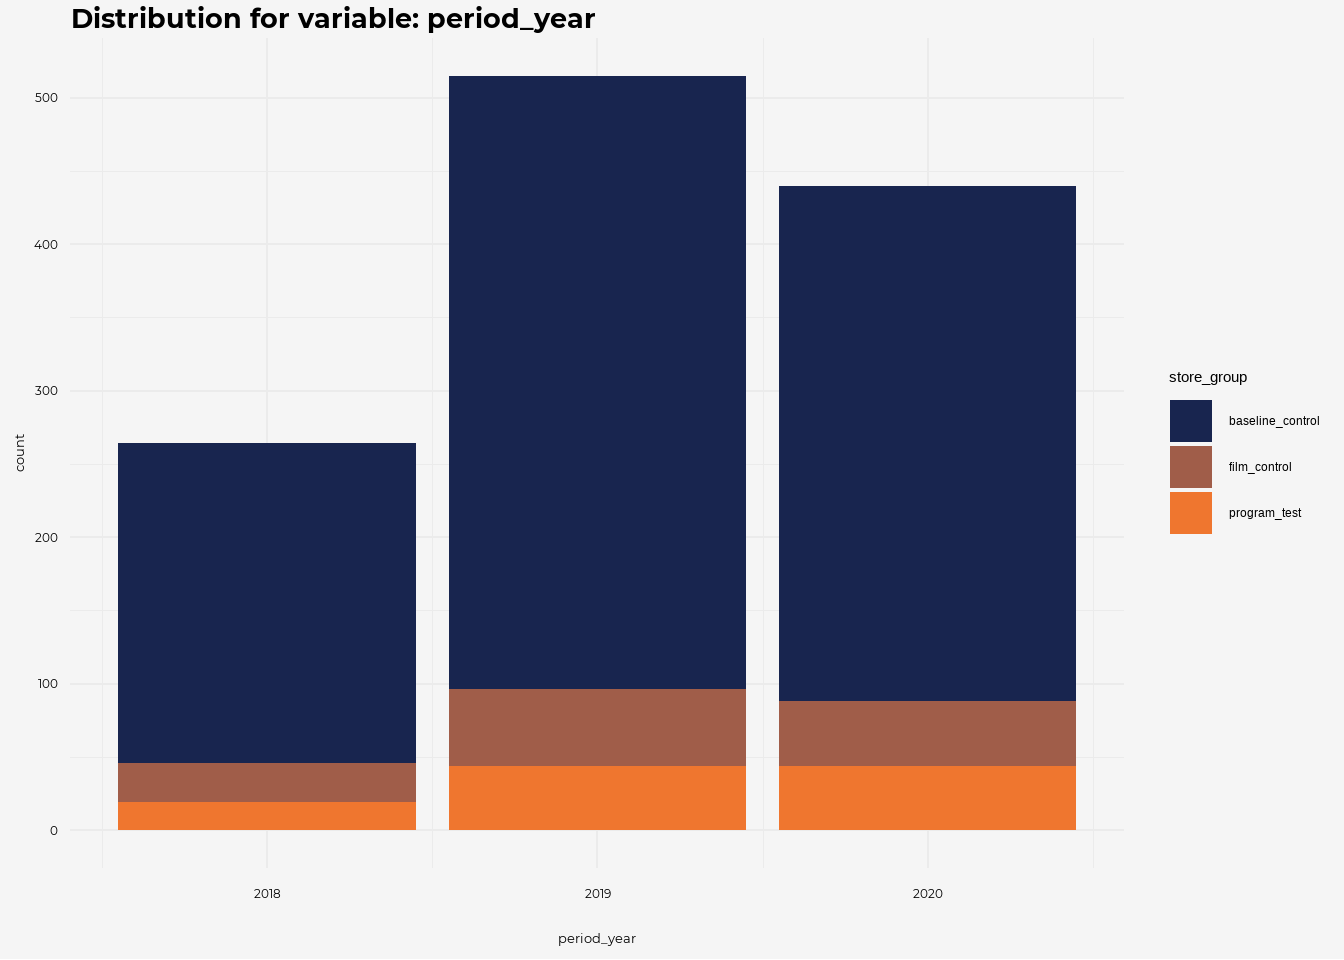 Distribution for variable: period_year
500
400
300
200
100
0
count
2018
2019
2020
period_year
store_group
baseline_control
film_control
program_test